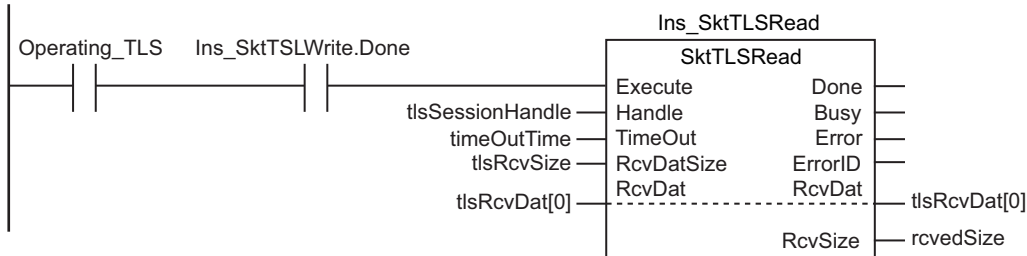 Ins_SktTLSRead
Operating_TLS Ins_SktTSLWrite.Done SktTLSRead
Execute Done
tlsSessionHandle Handle Busy
timeOutTime TimeOut Error
tlsRcvSize RcvDatSize ErrorID
tlsRcvDat[0] RcvDat RcvDat tlsRcvDat[0]
RcvSize rcvedSize